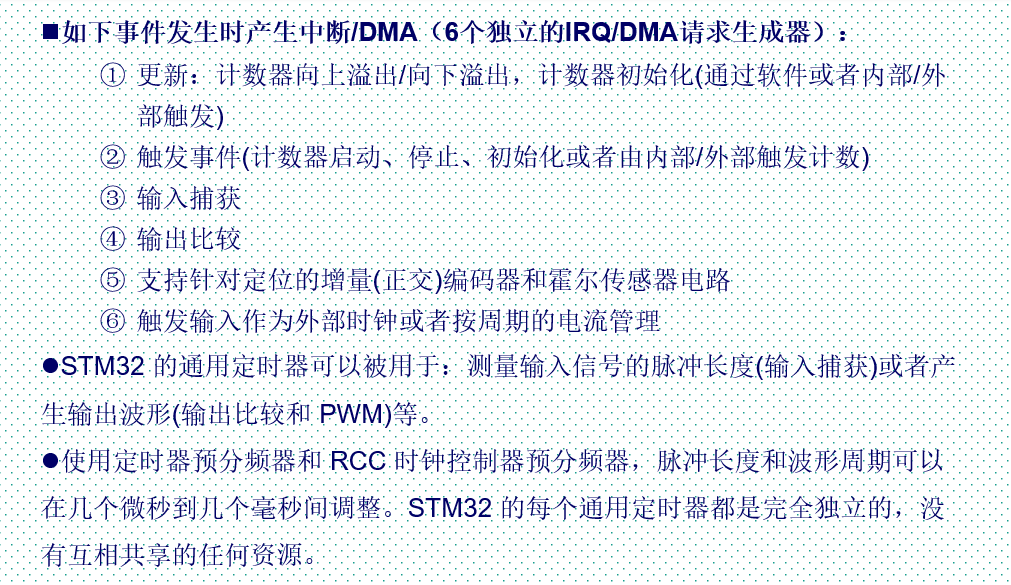 ■如下事件发生时产生中断/DMA（6个独立的IRQ/DMA请求生成器）：
① 更新：计数器向上溢出/向下溢出，计数器初始化(通过软件或者内部/外
部触发)
② 触发事件(计数器启动、停止、初始化或者由内部/外部触发计数)
③ 输入捕获
④ 输出比较
⑤ 支持针对定位的增量(正交)编码器和霍尔传感器电路
⑥ 触发输入作为外部时钟或者按周期的电流管理
●STM32 的通用定时器可以被用于：测量输入信号的脉冲长度(输入捕获)或者产
生输出波形(输出比较和 PWM)等。
●使用定时器预分频器和 RCC 时钟控制器预分频器，脉冲长度和波形周期可以
在几个微秒到几个毫秒间调整。STM32 的每个通用定时器都是完全独立的，没
有互相共享的任何资源。